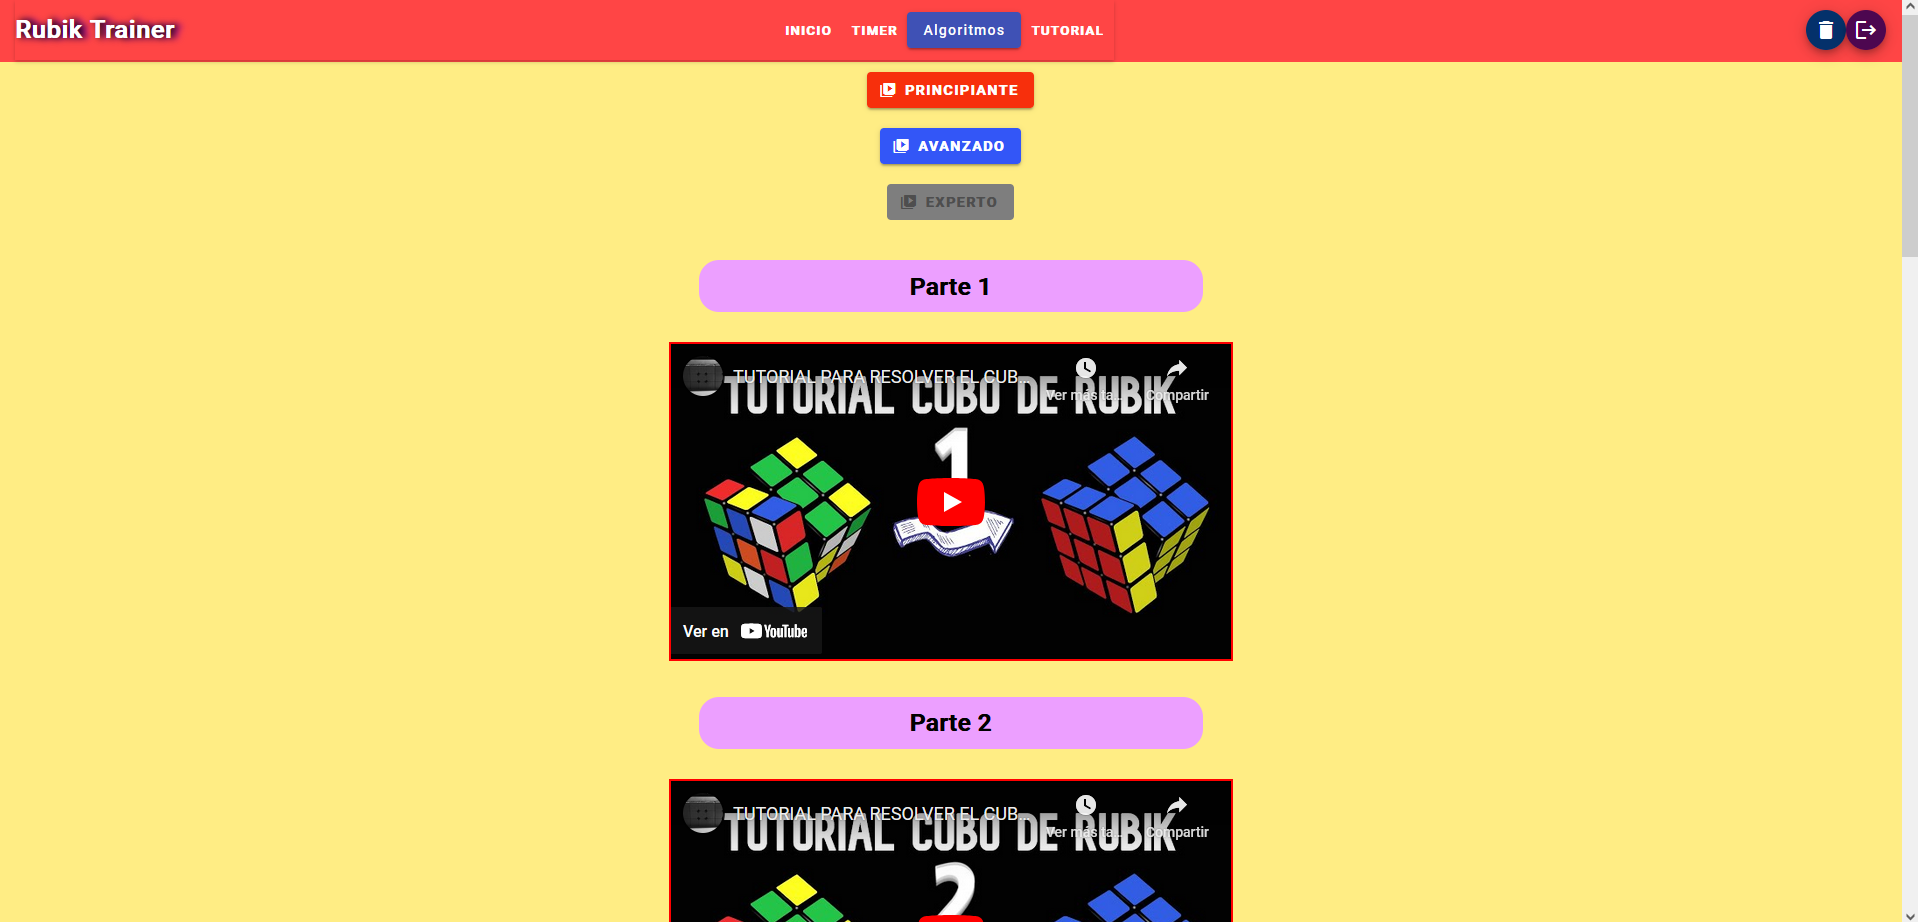 Rubik Trainer
INICIO TIMER Algoritmos TUTORIAL
PRINCIPIANTE
AVANZADO
EXPERTO
Parte 1
TUTORIAL PARA RESOLVER EL CUB...
Ver más ta... Compartir
TUTORIAL CUBO DE RUBIK
1
Ver en YouTube
Parte 2
TUTORIAL PARA RESOLVER EL CUB...
Ver más ta... Compartir
TUTORIAL CUBO DE RUBIK
2